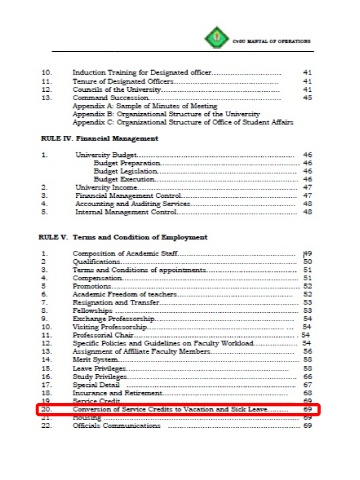 CvSU MANUAL OF OPERATIONS
10. Induction Training for Designated officer................................ 41
11. Tenure of Designated Officers................................................ 41
12. Councils of the University...................................................... 41
13. Command Succession............................................................ 45
Appendix A: Sample of Minutes of Meeting
Appendix B: Organizational Structure of the University
Appendix C: Organizational Structure of Office of Student Affairs
RULE IV. Financial Management
1. University Budget.................................................................. 46
Budget Preparation........................................................ 46
Budget Legislation......................................................... 46
Budget Execution.......................................................... 46
2. University Income.................................................................. 47
3. Financial Management Control................................................ 47
4. Accounting and Auditing Services............................................ 48
5. Internal Management Control.................................................. 48
RULE V. Terms and Condition of Employment
1. Composition of Academic Staff................................................ 49
2 Qualifications........................................................................ 50
3. Terms and Conditions of appointments.................................... 51
4. Compensation....................................................................... 51
5 Promotions........................................................................... 52
6. Academic Freedom of teachers................................................ 52
7. Resignation and Transfer........................................................ 53
8. Fellowships .......................................................................... 53
9. Exchange Professorship.......................................................... 54
10. Visiting Professorship............................................... ... 54
11. Professorial Chair.................................................................. 54
12. Specific Policies and Guidelines on Faculty Workload................. 54
13. Assignment of Affiliate Faculty Members.................................. 56
14. Merit System......................................................................... 58
15. Leave Privileges..................................................................... 58
16. Study Privileges..................................................................... 66
17. Special Detail ...................................................................... 67
18. Insurance and Retirement....................................................... 68
19. Service Credit........................................................................ 69
20. Conversion of Service Credits to Vacation and Sick Leave......... 69
21. Housing ............................................................................... 69
22. Officials Communications ...................................................... 69